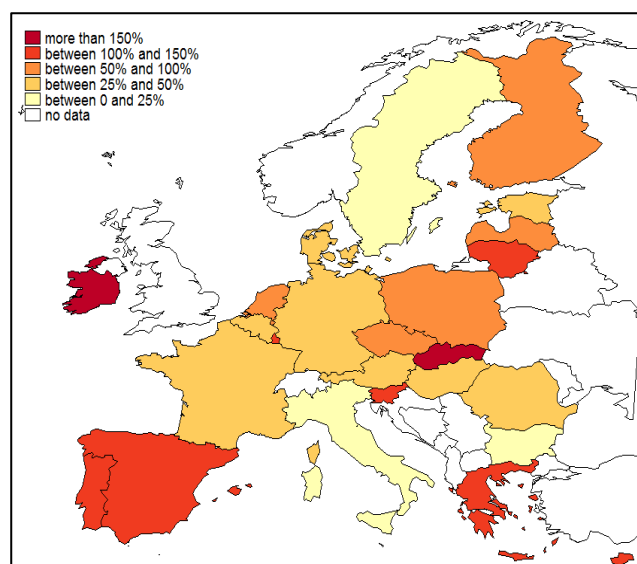 more than 150%
between 100% and 150%
between 50% and 100%
between 25% and 50%
between 0 and 25%
no data